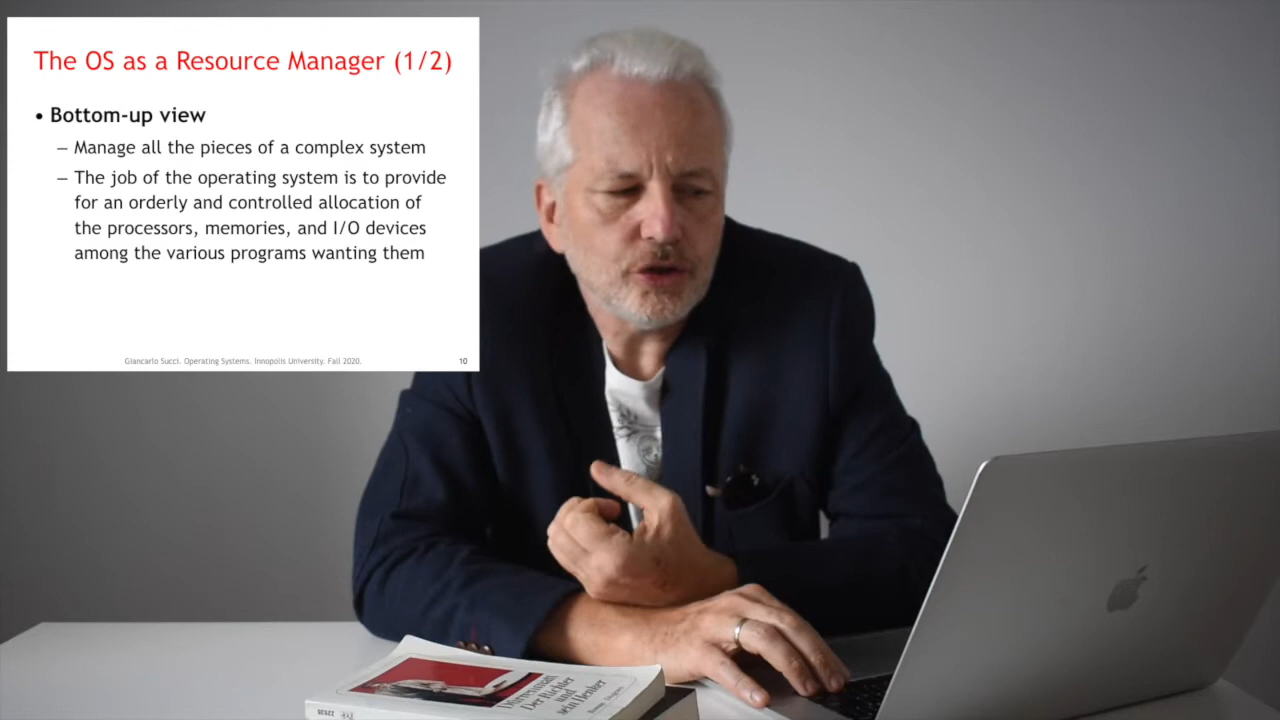 The OS as a Resource Manager (1/2)
• Bottom-up view
– Manage all the pieces of a complex system
– The job of the operating system is to provide
for an orderly and controlled allocation of
the processors, memories, and I/O devices
among the various programs wanting them
Giancarlo Succi. Operating Systems. Innopolis University. Fall 2020.
10
Dürrenmatt
Der Richter
und
sein Henker